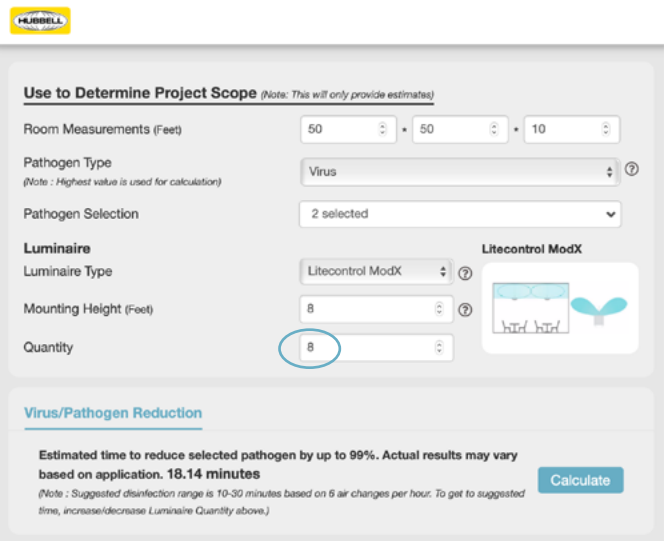 HUBBELL
Use to Determine Project Scope (Note: This will only provide estimates)
Room Measurements (Feet) 50 * 50 * 10
Pathogen Type
(Note : Highest value is used for calculation)
Virus ?
Pathogen Selection 2 selected
Luminaire
Litecontrol ModX
Luminaire Type Litecontrol ModX ?
Mounting Height (Feet) 8 ?
Quantity 8
Virus/Pathogen Reduction
Estimated time to reduce selected pathogen by up to 99%. Actual results may vary
based on application. 18.14 minutes
Calculate
(Note : Suggested disinfection range is 10-30 minutes based on 6 air changes per hour. To get to suggested
time, increase/decrease Luminaire Quantity above.)